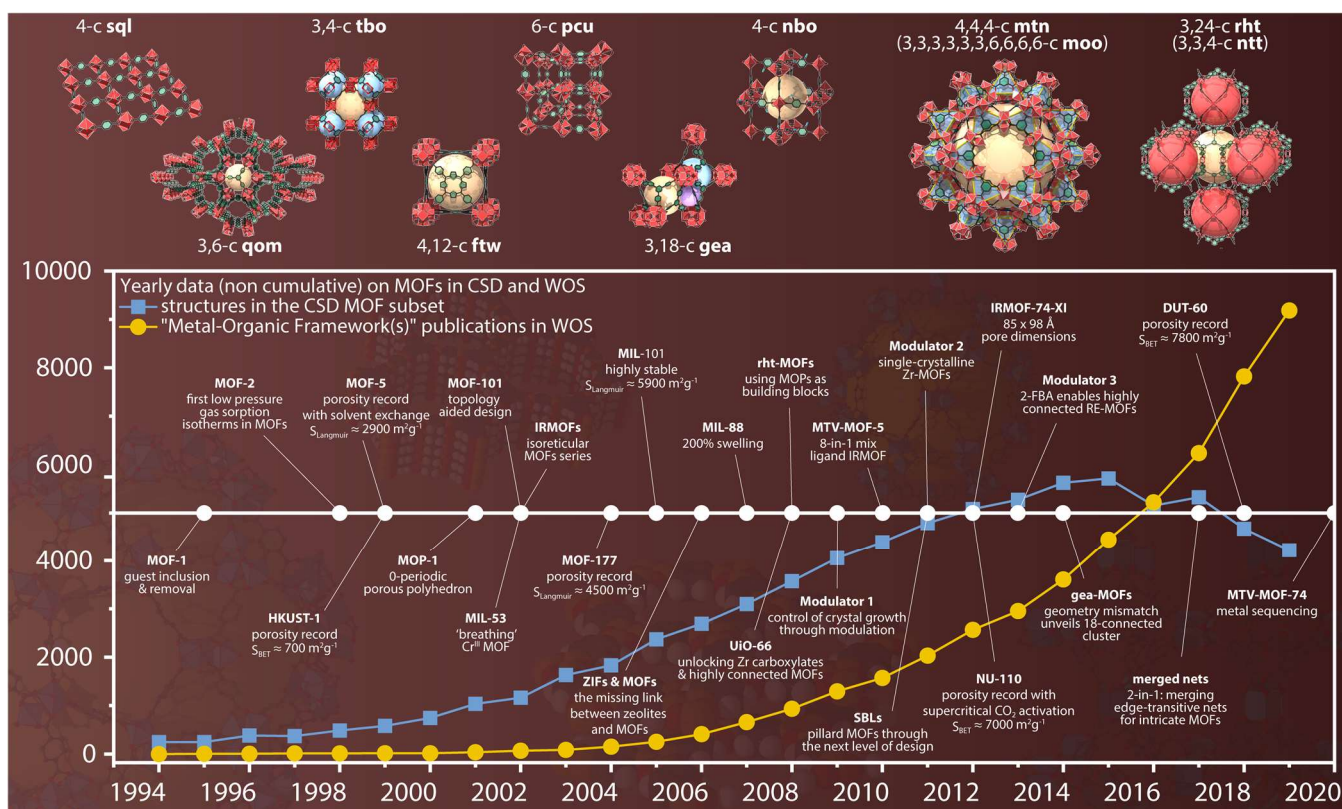 4-c sql
3,4-c tbo
6-c pcu
4-c nbo
4,4,4-c mtn
(3,3,3,3,3,3,6,6,6,6-c moo)
3,24-c rht
(3,3,4-c ntt)
3,6-c qom
4,12-c ftw
3,18-c gea
10000
8000
6000
4000
2000
0
Yearly data (non cumulative) on MOFs in CSD and WOS
structures in the CSD MOF subset
"Metal-Organic Framework(s)" publications in WOS
MOF-2
first low pressure
gas sorption
isotherms in MOFs
MOF-5
porosity record
with solvent exchange
S_Langmuir ≈ 2900 m²g⁻¹
MOF-101
topology
aided design
IRMOFs
isoreticular
MOFs series
MIL-101
highly stable
S_Langmuir ≈ 5900 m²g⁻¹
MIL-88
200% swelling
rht-MOFs
using MOPs as
building blocks
MTV-MOF-5
8-in-1 mix
ligand IRMOF
Modulator 2
single-crystalline
Zr-MOFs
IRMOF-74-XI
85 x 98 Å
pore dimensions
Modulator 3
2-FBA enables highly
connected RE-MOFs
DUT-60
porosity record
S_BET ≈ 7800 m²g⁻¹
MOF-1
guest inclusion
& removal
HKUST-1
porosity record
S_BET ≈ 700 m²g⁻¹
MOP-1
0-periodic
porous polyhedron
MIL-53
‘breathing’
Crᴵᴵᴵ MOF
MOF-177
porosity record
S_Langmuir ≈ 4500 m²g⁻¹
ZIFs & MOFs
the missing link
between zeolites
and MOFs
UiO-66
unlocking Zr carboxylates
& highly connected MOFs
Modulator 1
control of crystal growth
through modulation
SBLs
pillard MOFs through
the next level of design
NU-110
porosity record with
supercritical CO₂ activation
S_BET ≈ 7000 m²g⁻¹
gea-MOFs
geometry mismatch
unveils 18-connected
cluster
merged nets
2-in-1: merging
edge-transitive nets
for intricate MOFs
MTV-MOF-74
metal sequencing
1994 1996 1998 2000 2002 2004 2006 2008 2010 2012 2014 2016 2018 2020